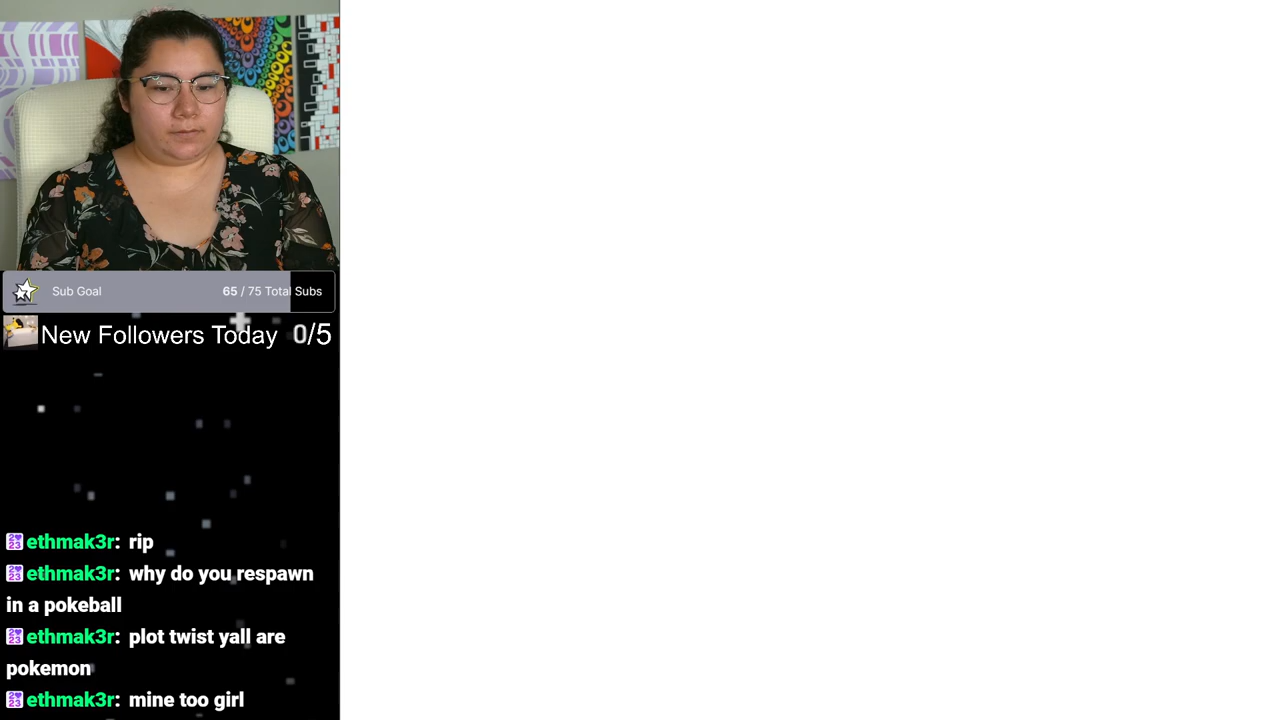 Sub Goal 65 / 75 Total Subs
New Followers Today 0/5
ethmak3r: rip
ethmak3r: why do you respawn
in a pokeball
ethmak3r: plot twist yall are
pokemon
ethmak3r: mine too girl